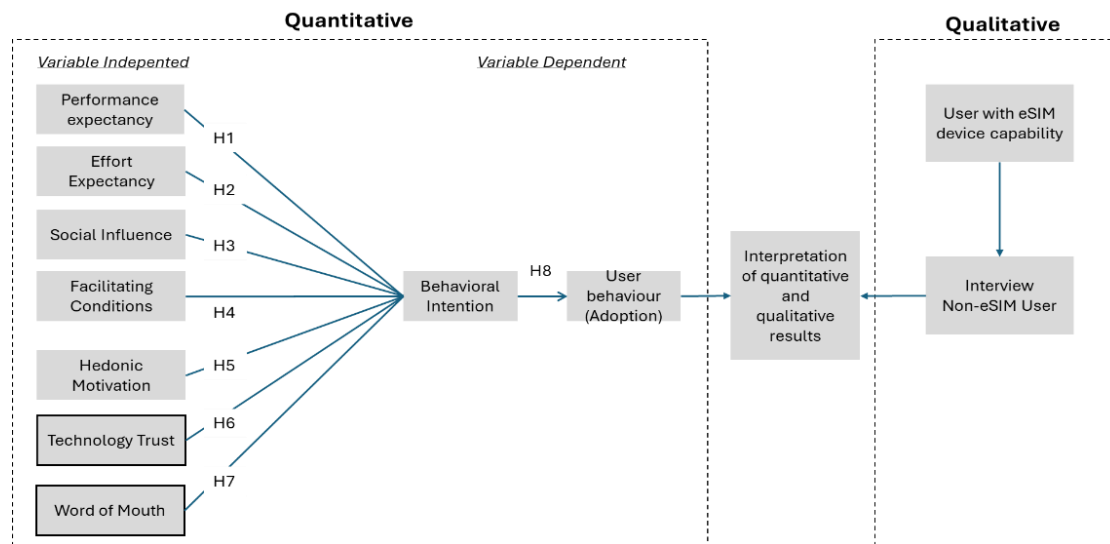 Quantitative
Qualitative
Variable Indepented
Variable Dependent
Performance
expectancy
H1
Effort
Expectancy
H2
Social Influence
H3
Facilitating
Conditions
H4
Hedonic
Motivation
H5
Technology Trust
H6
Word of Mouth
H7
Behavioral
Intention
H8
User
behaviour
(Adoption)
Interpretation
of quantitative
and
qualitative
results
User with eSIM
device capability
Interview
Non-eSIM User